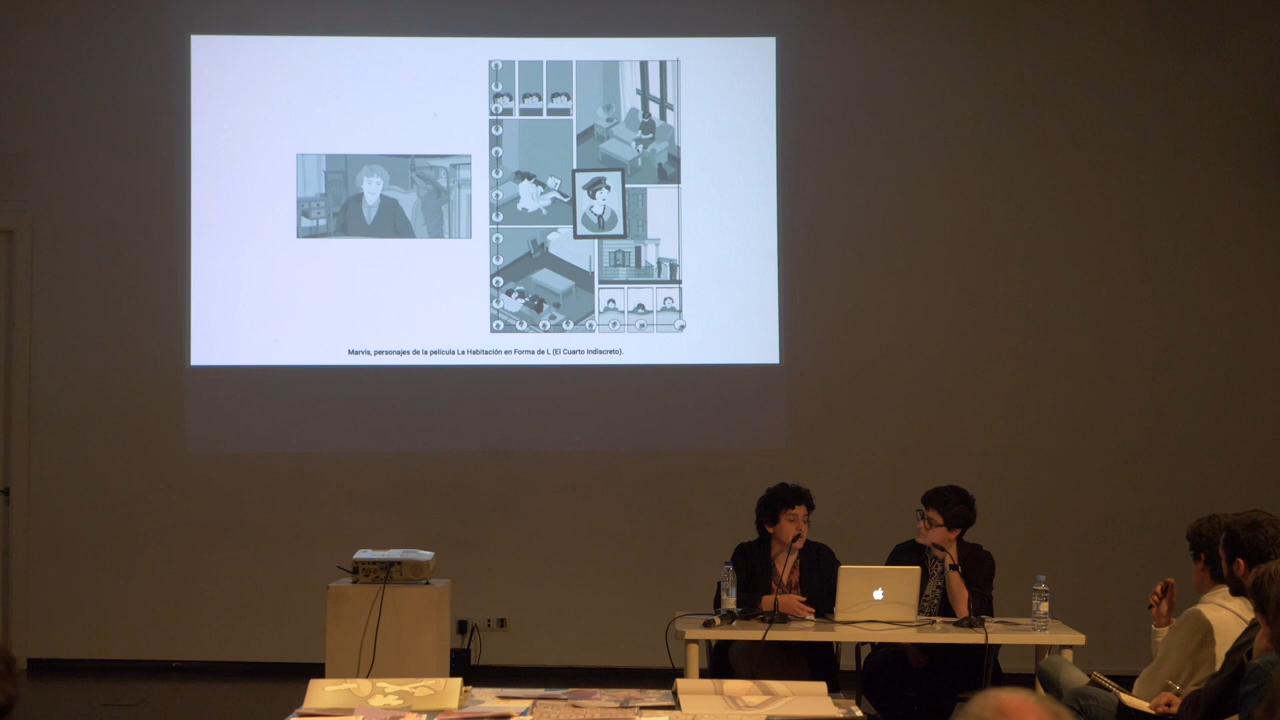 Marvis, personajes de la película La Habitación en Forma de L (El Cuarto Indiscreto).